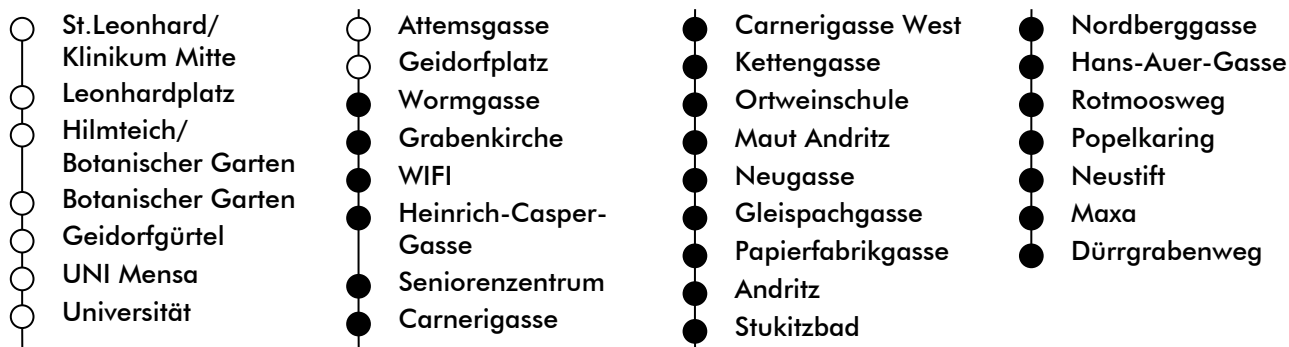 St.Leonhard/
Klinikum Mitte
Leonhardplatz
Hilmteich/
Botanischer Garten
Botanischer Garten
Geidorfgürtel
UNI Mensa
Universität
Attemsgasse
Geidorfplatz
Wormgasse
Grabenkirche
WIFI
Heinrich-Casper-
Gasse
Seniorenzentrum
Carnerigasse
Carnerigasse West
Kettengasse
Ortweinschule
Maut Andritz
Neugasse
Gleispachgasse
Papierfabrikgasse
Andritz
Stukitzbad
Nordberggasse
Hans-Auer-Gasse
Rotmoosweg
Popelkaring
Neustift
Maxa
Dürrgrabenweg